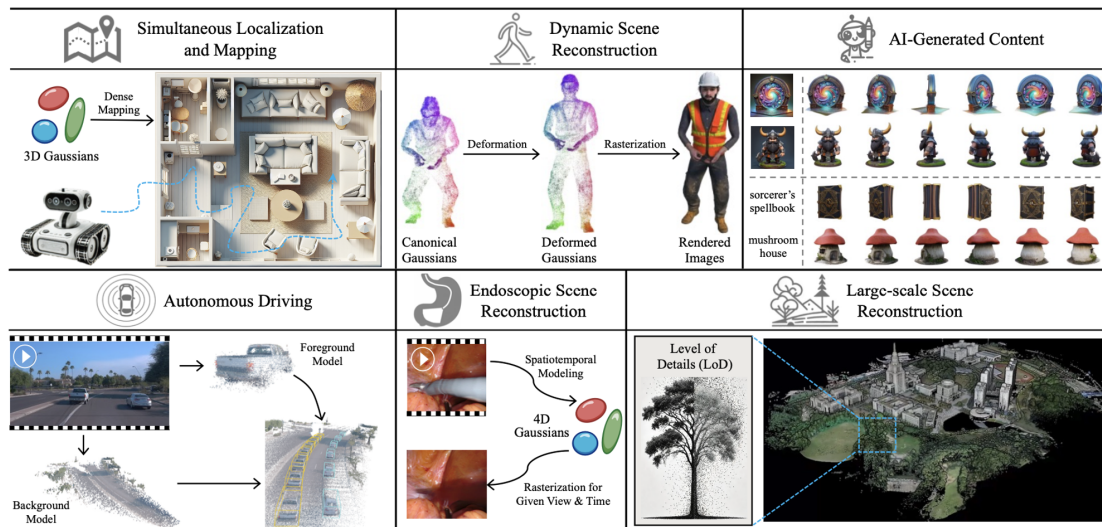 Simultaneous Localization
and Mapping
Dense
Mapping
3D Gaussians
Dynamic Scene
Reconstruction
Deformation
Rasterization
Canonical
Gaussians
Deformed
Gaussians
Rendered
Images
AI-Generated Content
sorcerer's
spellbook
mushroom
house
Autonomous Driving
Foreground
Model
Background
Model
Endoscopic Scene
Reconstruction
Spatiotemporal
Modeling
4D
Gaussians
Rasterization for
Given View & Time
Large-scale Scene
Reconstruction
Level of
Details (LoD)